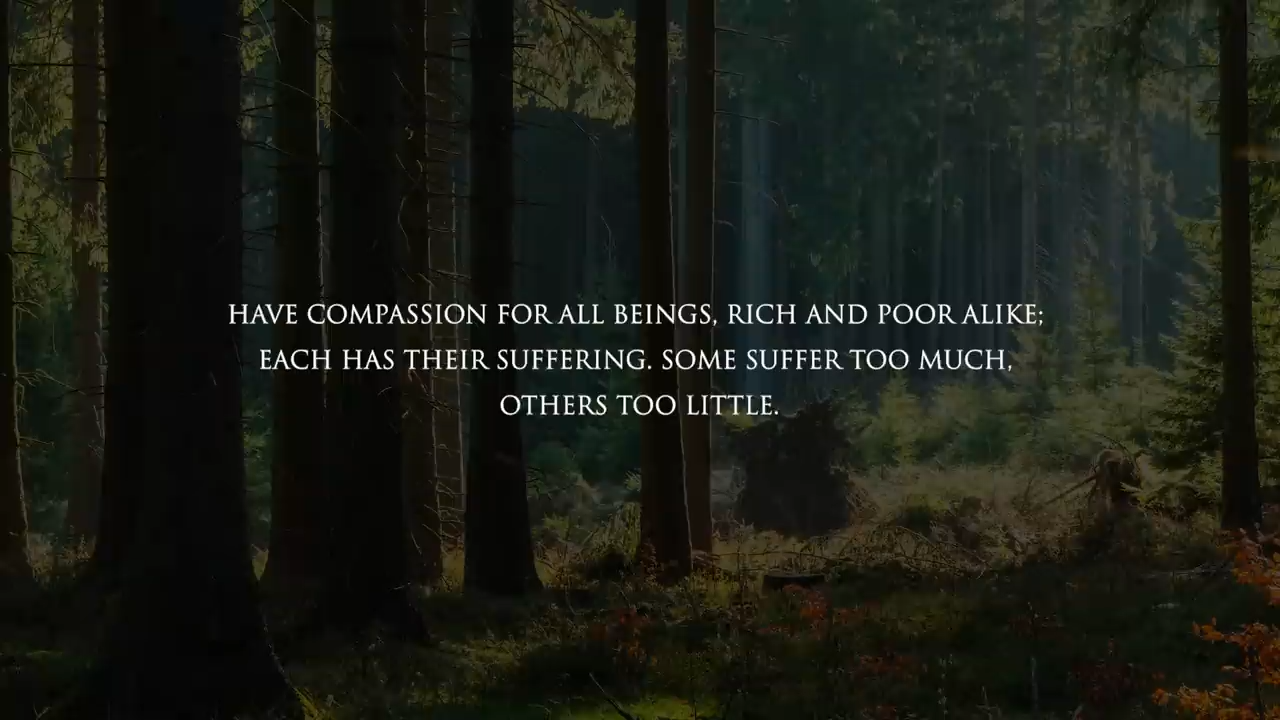 HAVE COMPASSION FOR ALL BEINGS, RICH AND POOR ALIKE;
EACH HAS THEIR SUFFERING. SOME SUFFER TOO MUCH,
OTHERS TOO LITTLE.